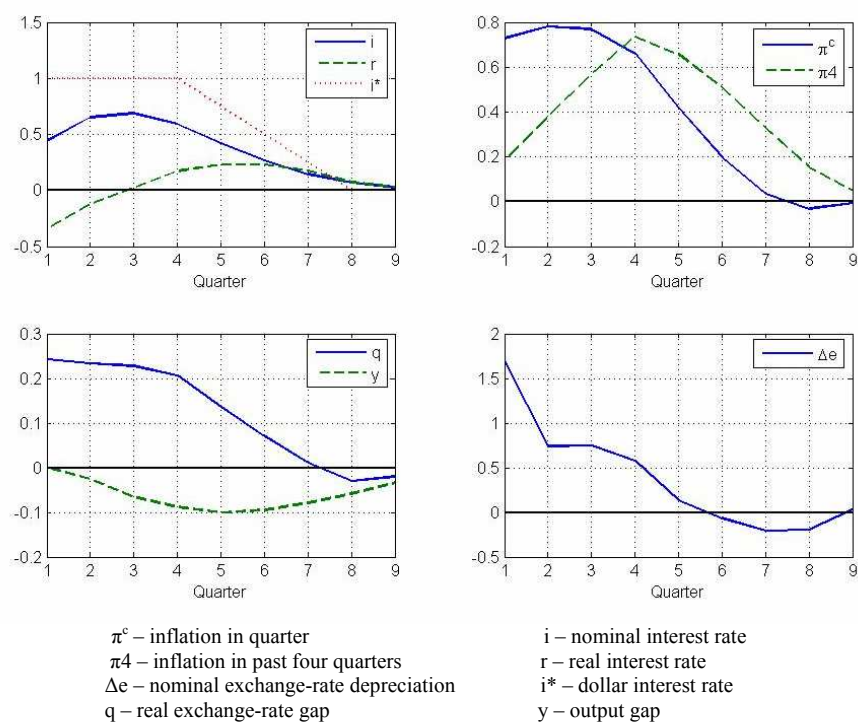 1.5
1
0.5
0
-0.5
1 2 3 4 5 6 7 8 9
Quarter
i
r
i*
0.8
0.6
0.4
0.2
0
-0.2
1 2 3 4 5 6 7 8 9
Quarter
π^c
π4
0.3
0.2
0.1
0
-0.1
0.2
1 2 3 4 5 6 7 8 9
Quarter
q
y
2
1.5
1
0.5
0
-0.5
1 2 3 4 5 6 7 8 9
Quarter
Δe
π^c – inflation in quarter
π4 – inflation in past four quarters
Δe – nominal exchange-rate depreciation
q – real exchange-rate gap
i – nominal interest rate
r – real interest rate
i* – dollar interest rate
y – output gap